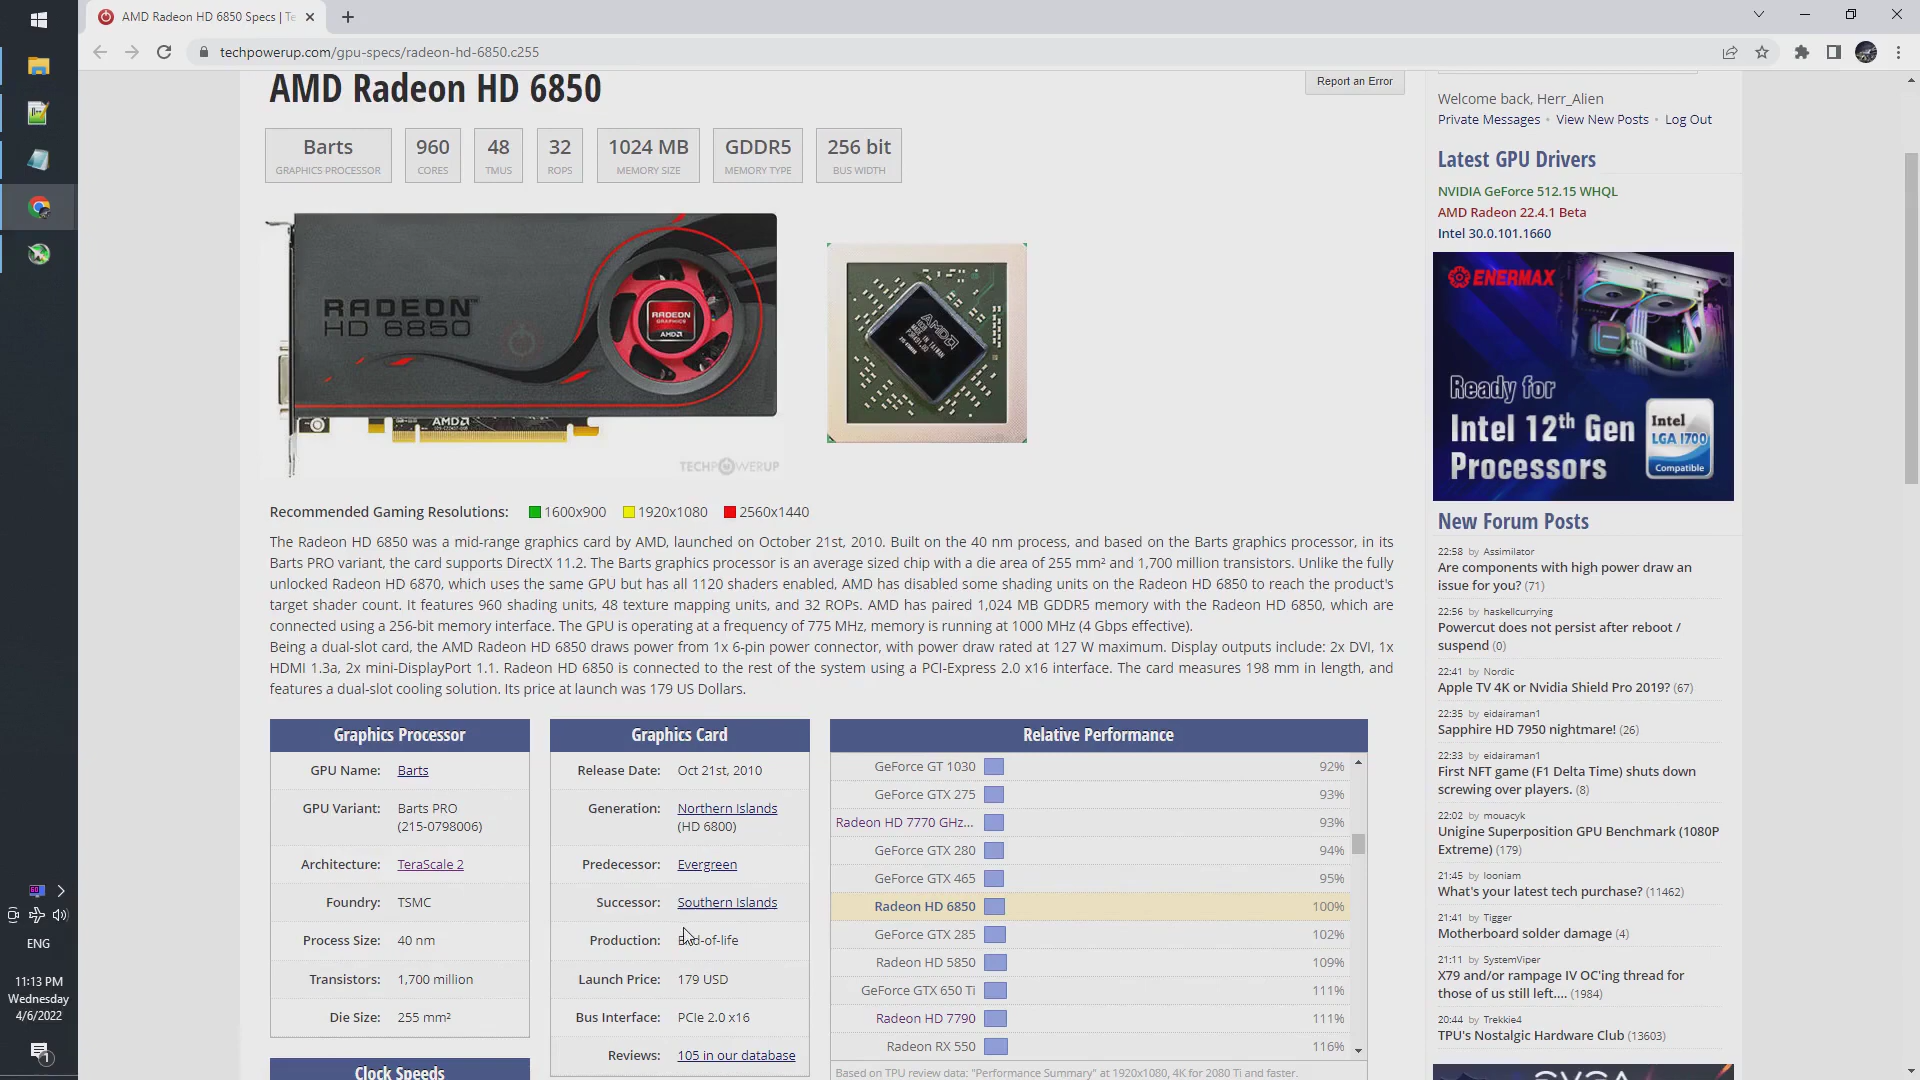 AMD Radeon HD 6850 Specs | Te
techpowerup.com/gpu-specs/radeon-hd-6850.c255
AMD Radeon HD 6850
Report an Error
Barts
GRAPHICS PROCESSOR
960
CORES
48
TMUS
32
ROPS
1024 MB
MEMORY SIZE
GDDR5
MEMORY TYPE
256 bit
BUS WIDTH
RADEON
HD 6850
RADEON
GRAPHICS
AMD
AMD
AMD
TECHPOWERUP
Recommended Gaming Resolutions: 1600x900 1920x1080 2560x1440
The Radeon HD 6850 was a mid-range graphics card by AMD, launched on October 21st, 2010. Built on the 40 nm process, and based on the Barts graphics processor, in its
Barts PRO variant, the card supports DirectX 11.2. The Barts graphics processor is an average sized chip with a die area of 255 mm² and 1,700 million transistors. Unlike the fully
unlocked Radeon HD 6870, which uses the same GPU but has all 1120 shaders enabled, AMD has disabled some shading units on the Radeon HD 6850 to reach the product's
target shader count. It features 960 shading units, 48 texture mapping units, and 32 ROPs. AMD has paired 1,024 MB GDDR5 memory with the Radeon HD 6850, which are
connected using a 256-bit memory interface. The GPU is operating at a frequency of 775 MHz, memory is running at 1000 MHz (4 Gbps effective).
Being a dual-slot card, the AMD Radeon HD 6850 draws power from 1x 6-pin power connector, with power draw rated at 127 W maximum. Display outputs include: 2x DVI, 1x
HDMI 1.3a, 2x mini-DisplayPort 1.1. Radeon HD 6850 is connected to the rest of the system using a PCI-Express 2.0 x16 interface. The card measures 198 mm in length, and
features a dual-slot cooling solution. Its price at launch was 179 US Dollars.
Graphics Processor
GPU Name: Barts
GPU Variant: Barts PRO
(215-0798006)
Architecture: TeraScale 2
Foundry: TSMC
Process Size: 40 nm
Transistors: 1,700 million
Die Size: 255 mm²
Clock Speeds
Graphics Card
Release Date: Oct 21st, 2010
Generation: Northern Islands
(HD 6800)
Predecessor: Evergreen
Successor: Southern Islands
Production: End-of-life
Launch Price: 179 USD
Bus Interface: PCIe 2.0 x16
Reviews: 105 in our database
Relative Performance
GeForce GT 1030 92%
GeForce GTX 275 93%
Radeon HD 7770 GHz... 93%
GeForce GTX 280 94%
GeForce GTX 465 95%
Radeon HD 6850 100%
GeForce GTX 285 102%
Radeon HD 5850 109%
GeForce GTX 650 Ti 111%
Radeon HD 7790 111%
Radeon RX 550 116%
Based on TPU review data: "Performance Summary" at 1920x1080, 4K for 2080 Ti and faster.
Welcome back, Herr_Alien
Private Messages • View New Posts • Log Out
Latest GPU Drivers
NVIDIA GeForce 512.15 WHQL
AMD Radeon 22.4.1 Beta
Intel 30.0.101.1660
ENERMAX
Ready for
Intel 12th Gen
Processors
Intel
LGA 1700
Compatible
New Forum Posts
22:58 by Assimilator
Are components with high power draw an
issue for you? (71)
22:56 by haskellcurrying
Powercut does not persist after reboot /
suspend (0)
22:41 by Nordic
Apple TV 4K or Nvidia Shield Pro 2019? (67)
22:35 by eidairaman1
Sapphire HD 7950 nightmare! (26)
22:33 by eidairaman1
First NFT game (F1 Delta Time) shuts down
screwing over players. (8)
22:02 by mouacyk
Unigine Superposition GPU Benchmark (1080P
Extreme) (179)
21:45 by looniam
What's your latest tech purchase? (11462)
21:41 by Tigger
Motherboard solder damage (4)
21:11 by SystemViper
X79 and/or rampage IV OC'ing thread for
those of us still left.... (1984)
20:44 by Trekkie4
TPU's Nostalgic Hardware Club (13603)
ENG
11:13 PM
Wednesday
4/6/2022
1